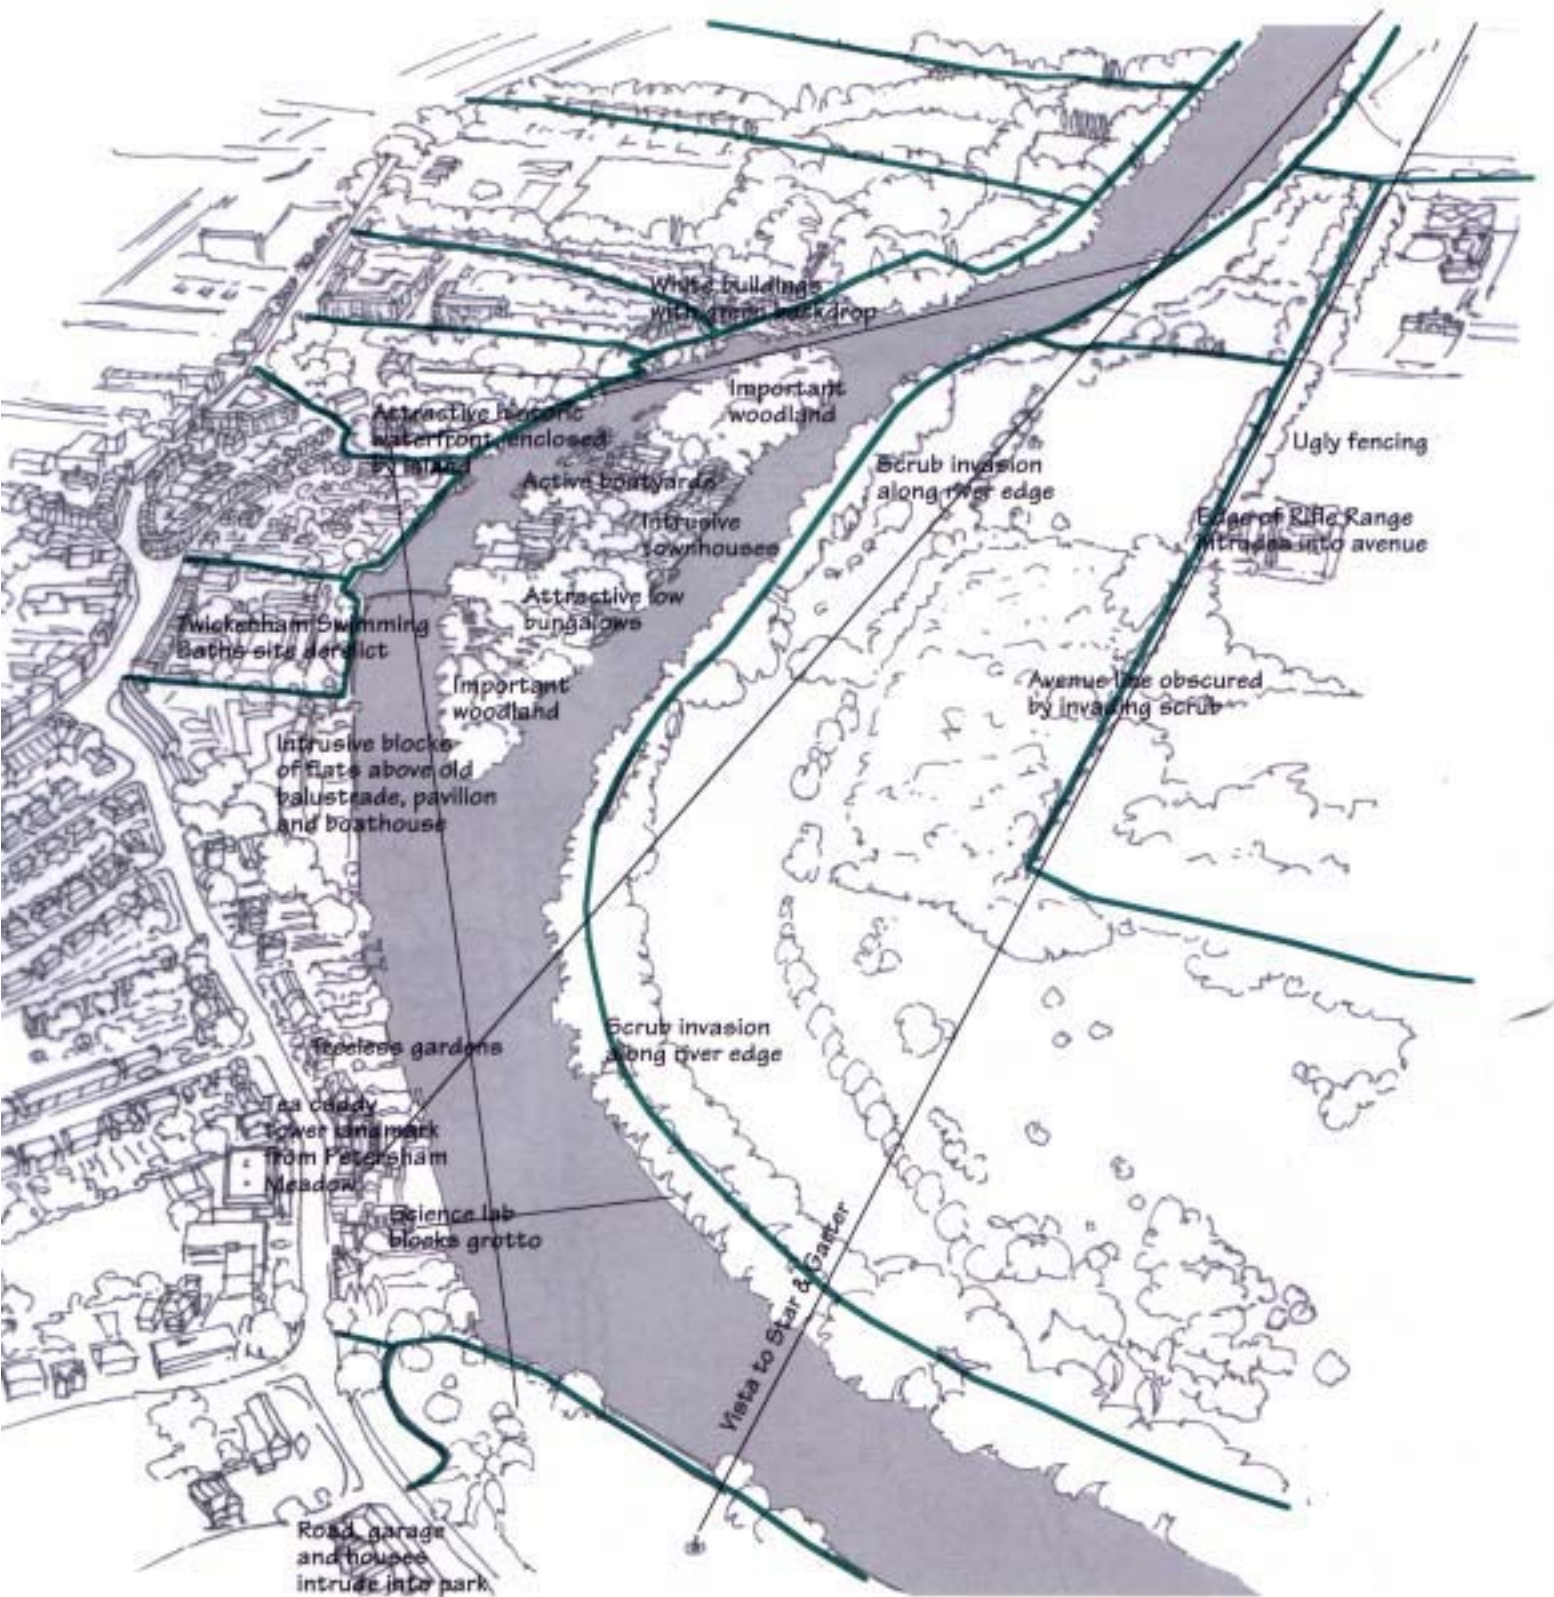 White buildings
with green backdrop
Important
woodland
Attractive historic
waterfront, enclosed
by island
Ugly fencing
Scrub invasion
along river edge
Active boatyards
Intrusive
townhouses
Edge of Rifle Range
intrudes into avenue
Attractive low
bungalows
Twickenham Swimming
Baths site derelict
Important
woodland
Avenue line obscured
by invading scrub
Intrusive blocks
of flats above old
balustrade, pavilion
and boathouse
Scrub invasion
along river edge
Treeless gardens
Tea caddy
tower landmark
from Petersham
Meadow
Science lab
blocks grotto
Vista to Star & Garter
Road, garage
and houses
intrude into park